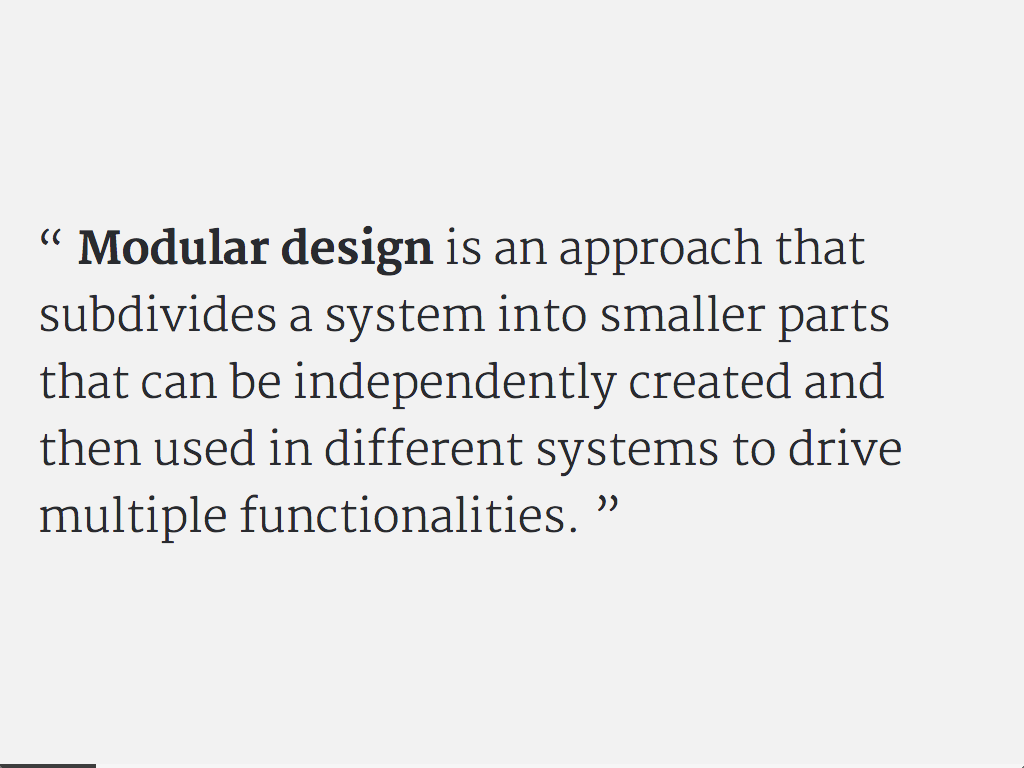 “ Modular design is an approach that
subdivides a system into smaller parts
that can be independently created and
then used in different systems to drive
multiple functionalities. ”